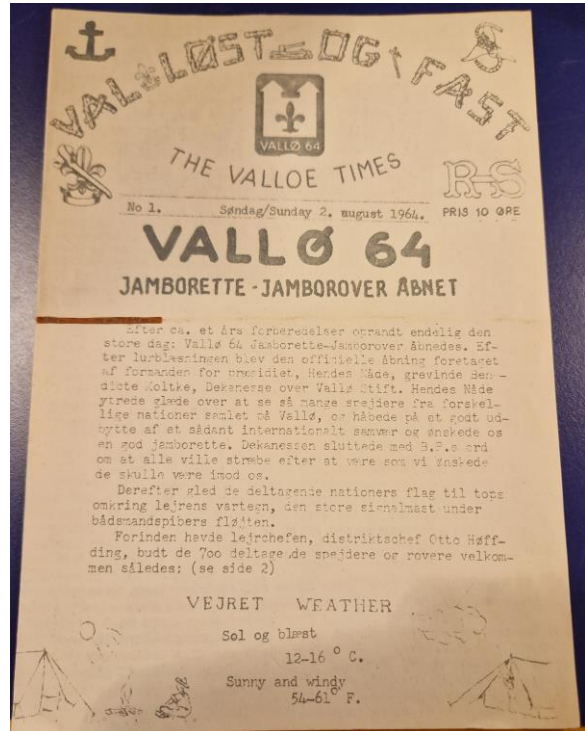 VAL-LØST OG FAST
VALLØ 64
THE VALLOE TIMES
R-S
No 1. Søndag/Sunday 2. august 1964. PRIS 10 ØRE
VALLØ 64
JAMBORETTE-JAMBOROVER ÅBNET
Efter ca. et års forberedelser oprandt endelig den
store dag: Vallø 64 Jamborette-Jamborover åbnedes. Ef-
ter lurblæsningen blev den officielle åbning foretaget
af formanden for præsidiet, Hendes Nåde, grevinde Ben-
dicte Moltke, Dekanesse over Vallø Stift. Hendes Nåde
ytrede glæde over at se så mange spejdere fra forskel-
lige nationer samlet på Vallø, og håbede på et godt ud-
bytte af et sådant internationalt samvær og ønskede os
en god jamborette. Dekanessen sluttede med B.P.s ord
om at alle ville stræbe efter at være som vi ønskede
de skulle være imod os.
Derefter gled de deltagende nationers flag til tops
omkring lejrens vartegn, den store signalmast under
bådsmandspibers fløjten.
Forinden havde lejrchefen, distriktschef Otto Høff-
ding, budt de 7oo deltagende spejdere og rovere velkom-
men således: (se side 2)
VEJRET WEATHER
Sol og blæst
12-16 ° C.
Sunny and windy
54-61° F.